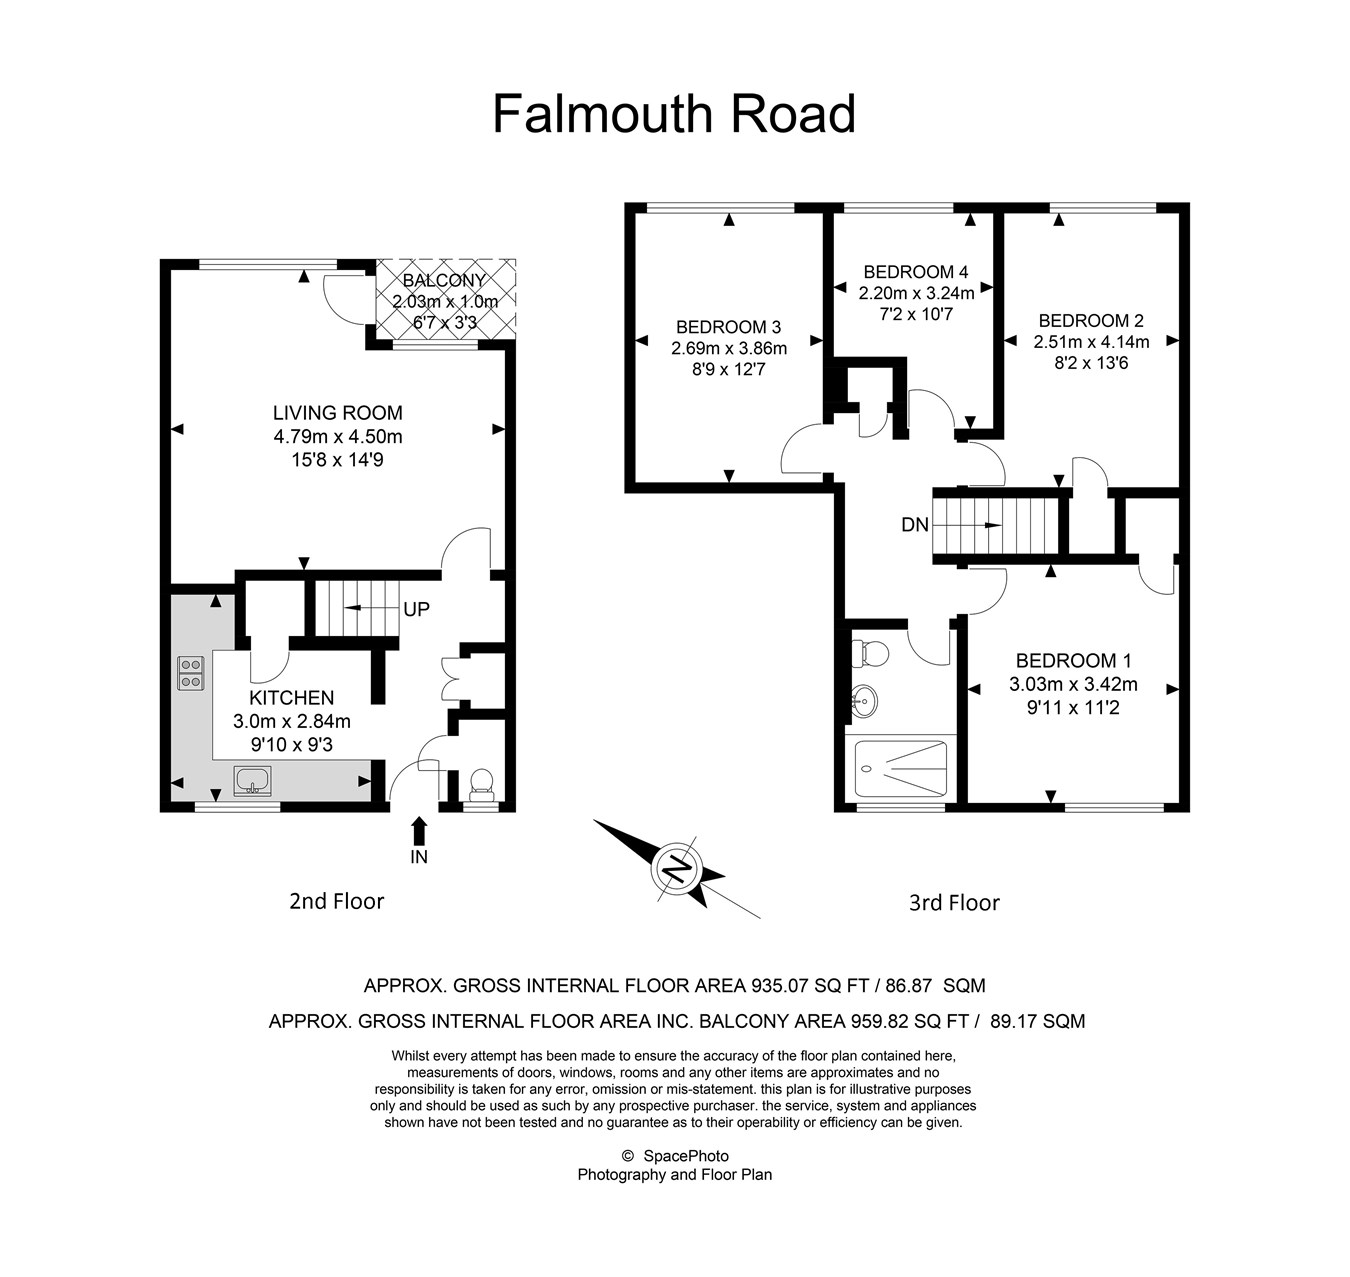 Falmouth Road
BALCONY
2.03m x 1.0m
6'7 x 3'3
LIVING ROOM
4.79m x 4.50m
15'8 x 14'9
UP
KITCHEN
3.0m x 2.84m
9'10 x 9'3
IN
2nd Floor
BEDROOM 3
2.69m x 3.86m
8'9 x 12'7
BEDROOM 4
2.20m x 3.24m
7'2 x 10'7
BEDROOM 2
2.51m x 4.14m
8'2 x 13'6
DN
BEDROOM 1
3.03m x 3.42m
9'11 x 11'2
N
3rd Floor
APPROX. GROSS INTERNAL FLOOR AREA 935.07 SQ FT / 86.87 SQM
APPROX. GROSS INTERNAL FLOOR AREA INC. BALCONY AREA 959.82 SQ FT / 89.17 SQM
Whilst every attempt has been made to ensure the accuracy of the floor plan contained here,
measurements of doors, windows, rooms and any other items are approximates and no
responsibility is taken for any error, omission or mis-statement. this plan is for illustrative purposes
only and should be used as such by any prospective purchaser. the service, system and appliances
shown have not been tested and no guarantee as to their operability or efficiency can be given.
© SpacePhoto
Photography and Floor Plan